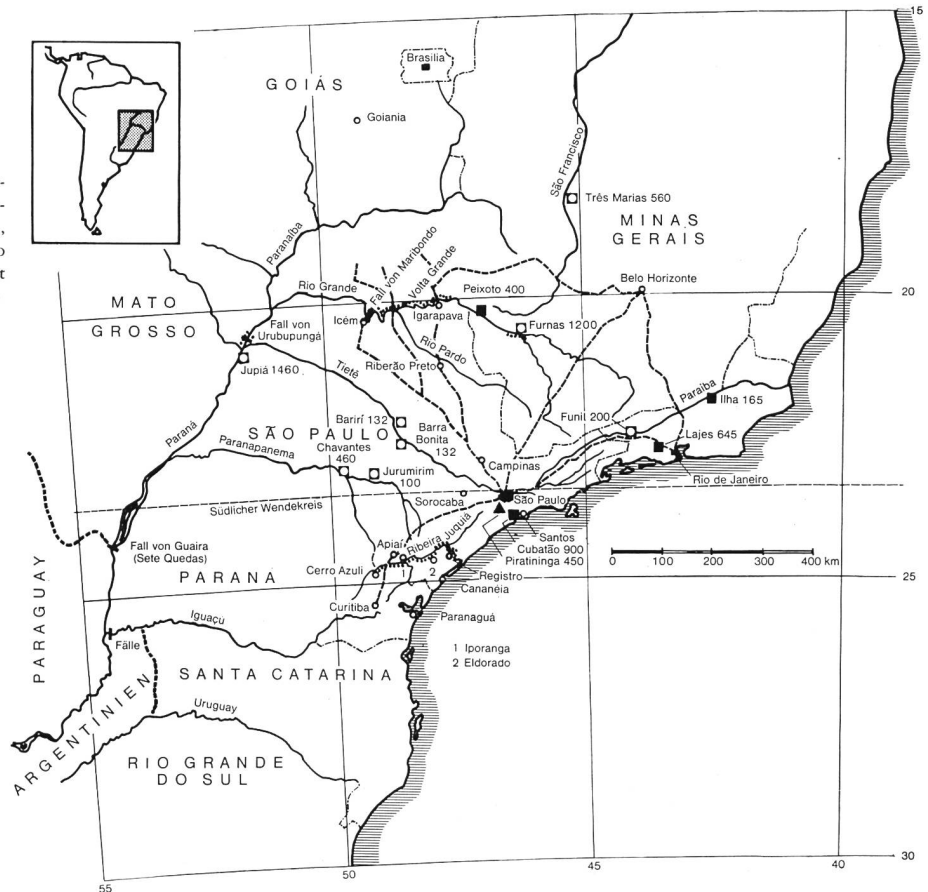 15
Brasilia
GOIÁS
Goiania
São Francisco
Três Marias 560
MINAS
GERAIS
Paranaíba
Fall von Maribondo
Volta Grande
Belo Horizonte
Rio Grande
Peixoto 400
20
MATO
GROSSO
Icém
Igarapava
Furnas 1200
Fall von
Urubupungá
Rio Pardo
Jupiá 1460
Tietê
Riberão Preto
Paraíba
Ilha 165
Barirí 132
Barra
Bonita
132
Funil 200
SÃO PAULO
Lajes 645
Paraná
Paranapanema
Chavantes
460
Jurumirim
100
Campinas
Rio de Janeiro
Sorocaba
São Paulo
Südlicher Wendekreis
Santos
Cubatão 900
Piratininga 450
0 100 200 300 400 km
Fall von Guaira
(Sete Quedas)
Apiaí
Ribeira Juquiá
Cerro Azuli
1
2
Registro
Cananéia
25
PARANA
Curitiba
Paranaguá
PARAGUAY
Iguaçu
Fälle
1 Iporanga
2 Eldorado
SANTA CATARINA
ARGENTINIEN
Uruguay
RIO GRANDE
DO SUL
30
55
50
45
40